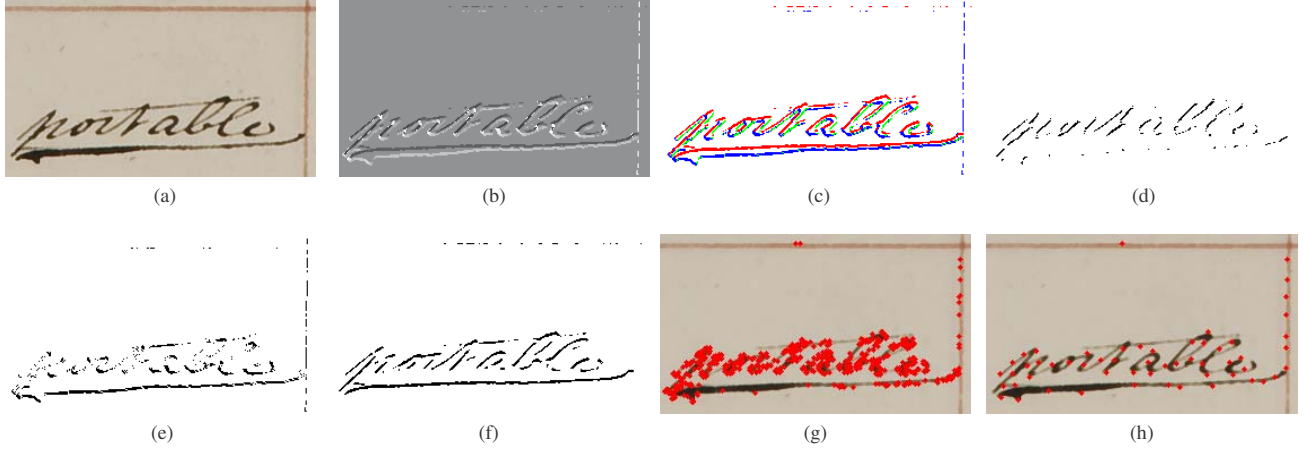 portable
portable
portable
portable
(a)
(b)
(c)
(d)
portable
portable
portable
portable
(e)
(f)
(g)
(h)